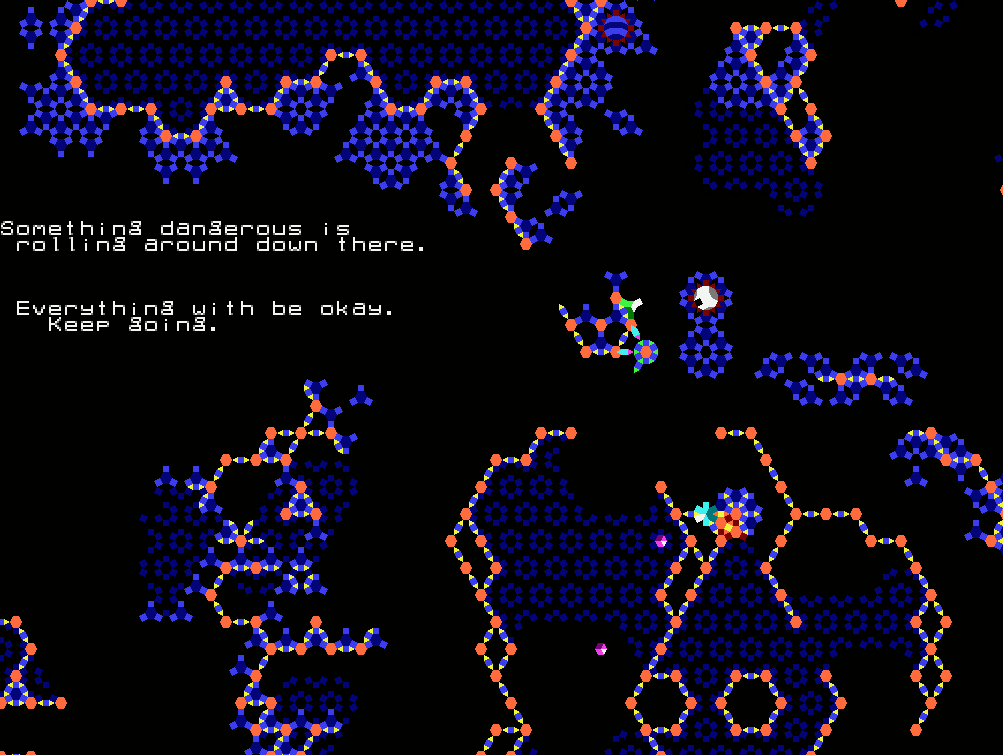 Something dangerous is
rolling around down there.
Everything with be okay.
Keep going.